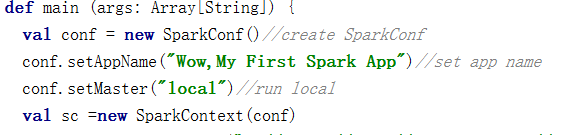 def main (args: Array[String]) {
val conf = new SparkConf()//create SparkConf
conf.setAppName("Wow,My First Spark App")//set app name
conf.setMaster("local")//run local
val sc =new SparkContext(conf)